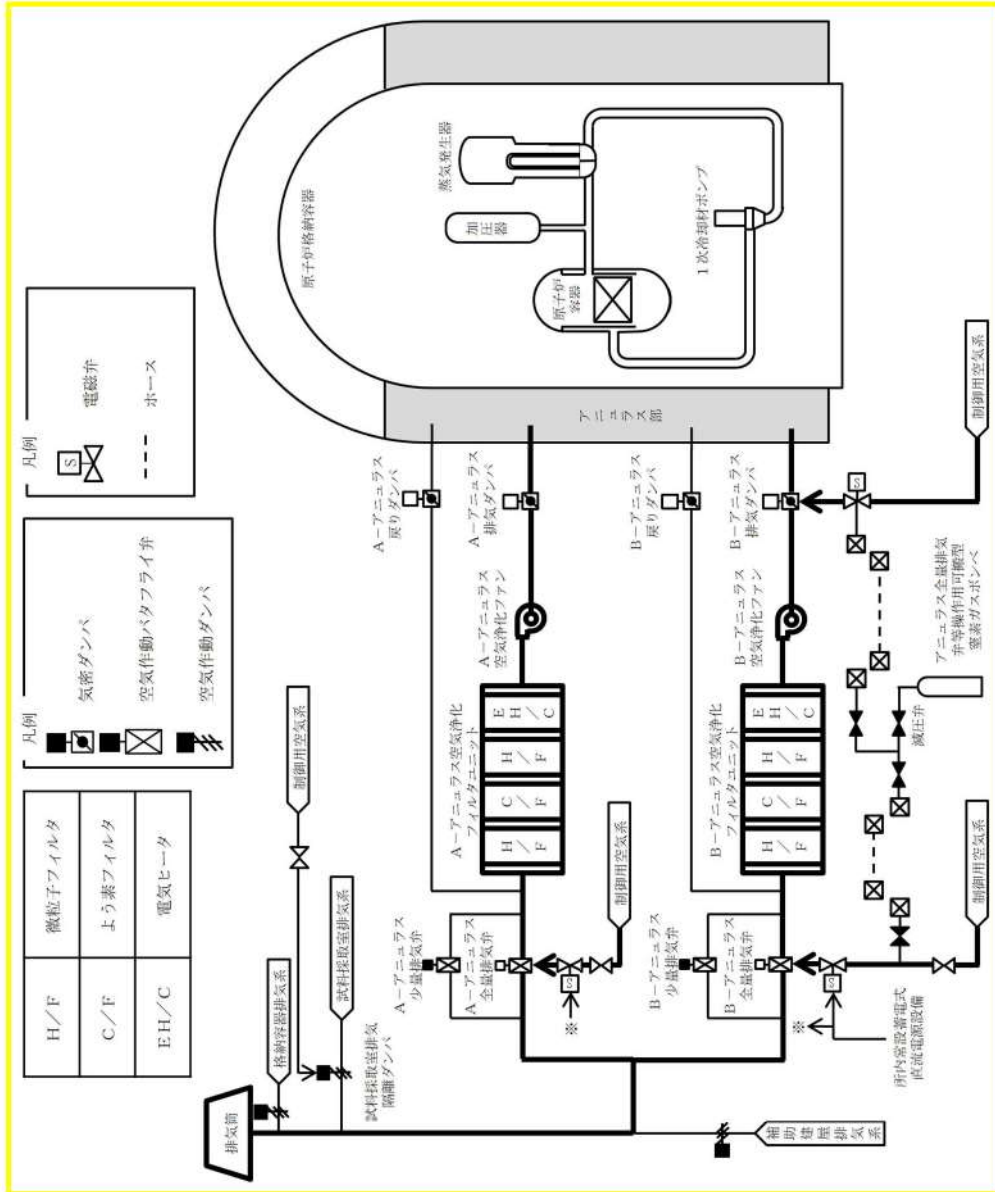 H/F 微粒子フィルタ
C/F よう素フィルタ
EH/C 電気ヒータ
凡例
気密ダンパ
空気作動バタフライ弁
空気作動ダンパ
凡例
S
電磁弁
ホース
排気筒
格納容器排気系
試料採取室排気系
制御用空気系
試料採取室排気
隔離ダンパ
補助建屋排気系
A-アニュラス
少量排気弁
A-アニュラス
全量排気弁
S
※
制御用空気系
A-アニュラス空気浄化
フィルタユニット
H/F
C/F
H/F
EH/C
A-アニュラス
空気浄化ファン
A-アニュラス
戻りダンパ
A-アニュラス
排気ダンパ
B-アニュラス
少量排気弁
B-アニュラス
全量排気弁
S
※
所内常設蓄電式
直流電源設備
制御用空気系
B-アニュラス空気浄化
フィルタユニット
H/F
C/F
H/F
EH/C
B-アニュラス
空気浄化ファン
B-アニュラス
戻りダンパ
B-アニュラス
排気ダンパ
減圧弁
アニュラス全量排気
弁等操作用可搬型
窒素ガスボンベ
S
制御用空気系
原子炉格納容器
アニュラス
部
加圧
器
蒸気発生器
原子炉
容器
1次冷却材ポンプ